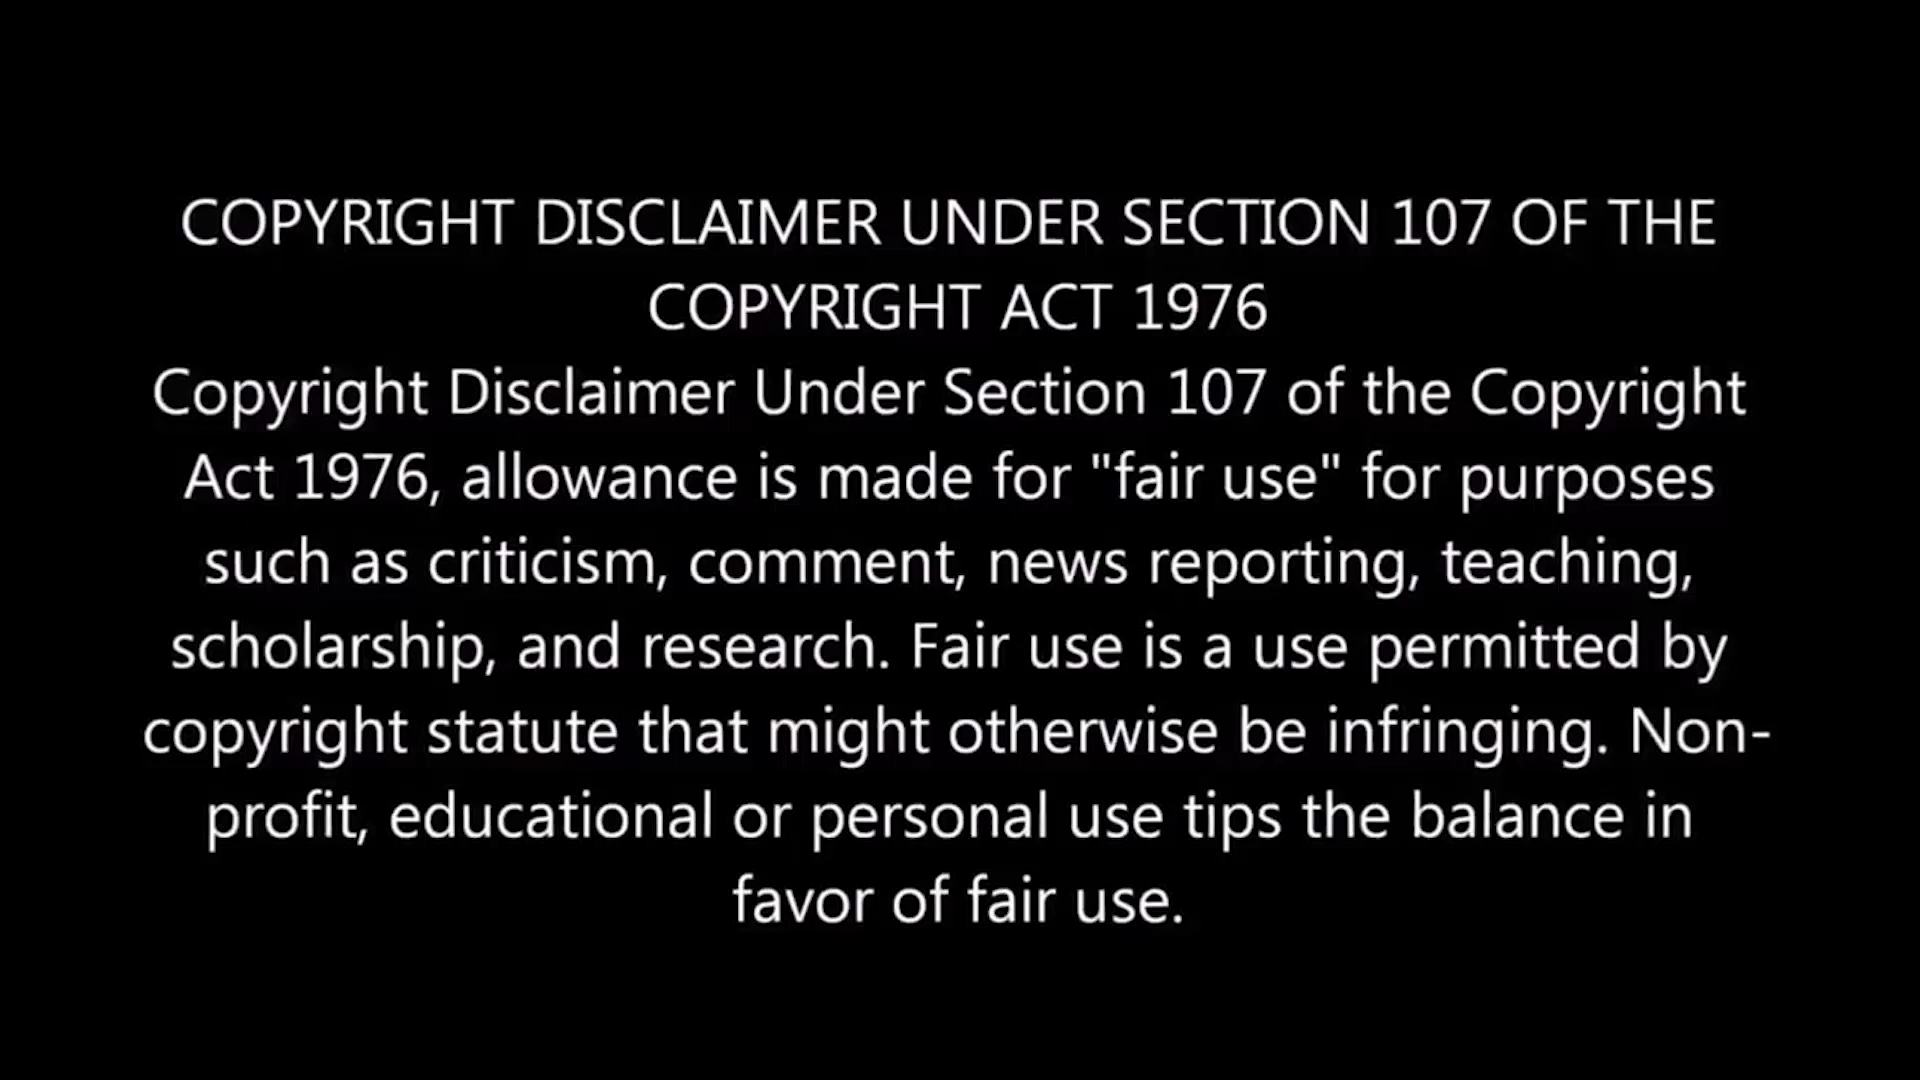 COPYRIGHT DISCLAIMER UNDER SECTION 107 OF THE
COPYRIGHT ACT 1976
Copyright Disclaimer Under Section 107 of the Copyright
Act 1976, allowance is made for "fair use" for purposes
such as criticism, comment, news reporting, teaching,
scholarship, and research. Fair use is a use permitted by
copyright statute that might otherwise be infringing. Non-
profit, educational or personal use tips the balance in
favor of fair use.